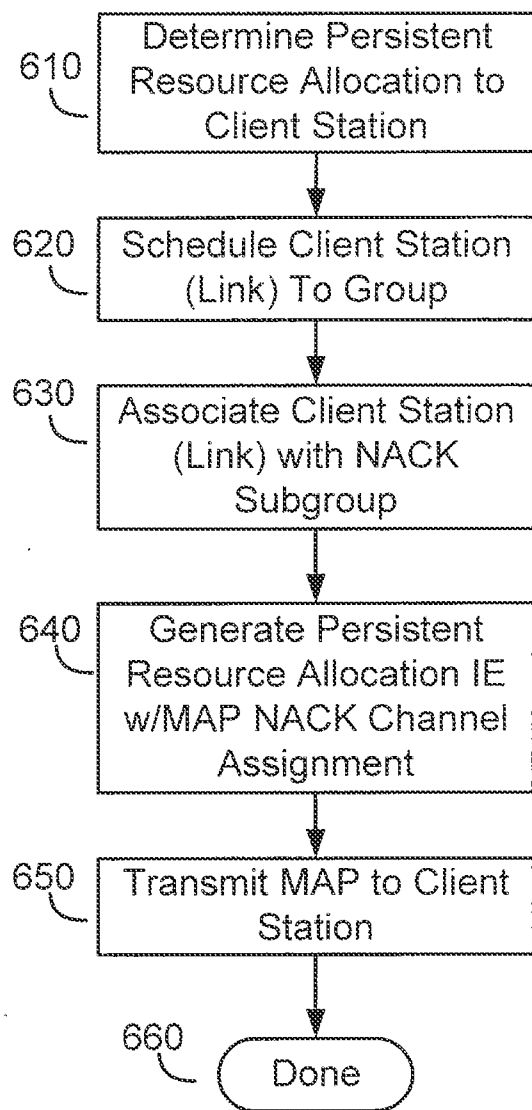 610
Determine Persistent
Resource Allocation to
Client Station
620
Schedule Client Station
(Link) To Group
630
Associate Client Station
(Link) with NACK
Subgroup
640
Generate Persistent
Resource Allocation IE
w/MAP NACK Channel
Assignment
650
Transmit MAP to Client
Station
660
Done